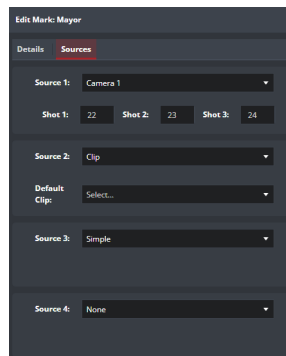 Edit Mark: Mayor
Details Sources
Source 1: Camera 1
Shot 1: 22 Shot 2: 23 Shot 3: 24
Source 2: Clip
Default
Clip: Select...
Source 3: Simple
Source 4: None